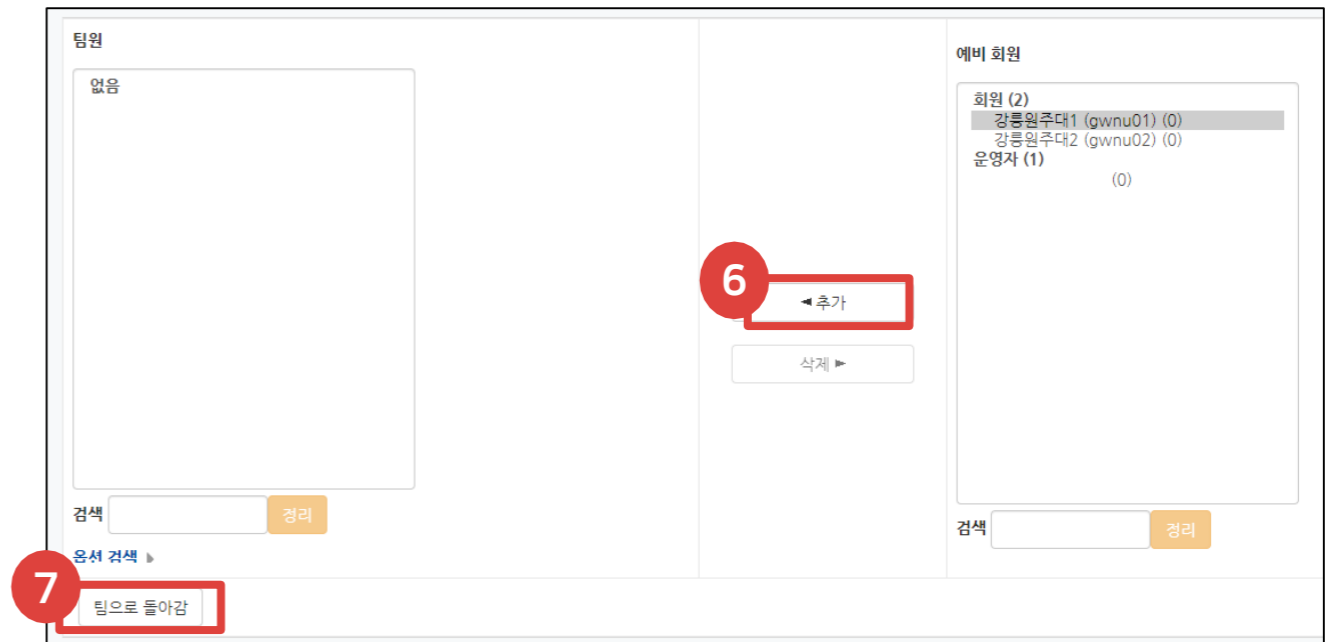 팀원
없음
검색
정리
옵션 검색
6
◄ 추가
삭제 ►
예비 회원
회원 (2)
강릉원주대1 (gwnu01) (0)
강릉원주대2 (gwnu02) (0)
운영자 (1)
(0)
검색
정리
7
팀으로 돌아감